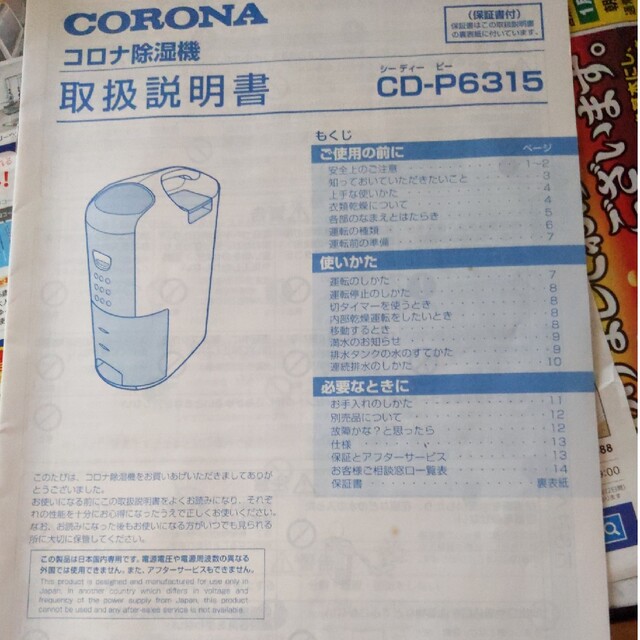 CORONA
(保証書付)
保証書はこの取扱説明書
の裏表紙に付いています。
コロナ除湿機
取扱説明書
シー ディー ピー
CD-P6315
もくじ
ご使用の前に ページ
安全上のご注意 1~2
知っておいていただきたいこと 3
上手な使いかた 4
衣類乾燥について 4
各部のなまえとはたらき 5
運転の種類 6
運転前の準備 7
使いかた
運転のしかた 7
運転停止のしかた 8
切タイマーを使うとき 8
内部乾燥運転をしたいとき 8
移動するとき 8
満水のお知らせ 9
排水タンクの水のすてかた 9
連続排水のしかた 10
必要なときに
お手入れのしかた 11
別売品について 12
故障かな?と思ったら 12
仕様 13
保証とアフターサービス 13
お客様ご相談窓口一覧表 14
保証書 裏表紙
このたびは、コロナ除湿機をお買いあげいただきましてありが
とうございました。
お使いになる前にこの取扱説明書をよくお読みになり、それぞ
れの性能を十分にお心得になったうえで正しくお使いください。
なお、お読みになった後もお使いになる方がいつでも見られる
所に大切に保管してください。
この製品は日本国内専用です。電源電圧や電源周波数の異なる
外国では使用できません。また、アフターサービスもできません。
This product is designed and manufactured for use only in
Japan. In another country which differs in voltage and
frequency of the power supply from Japan, this product
cannot be used and any after-sales service is not available.
ございます。
88
:00